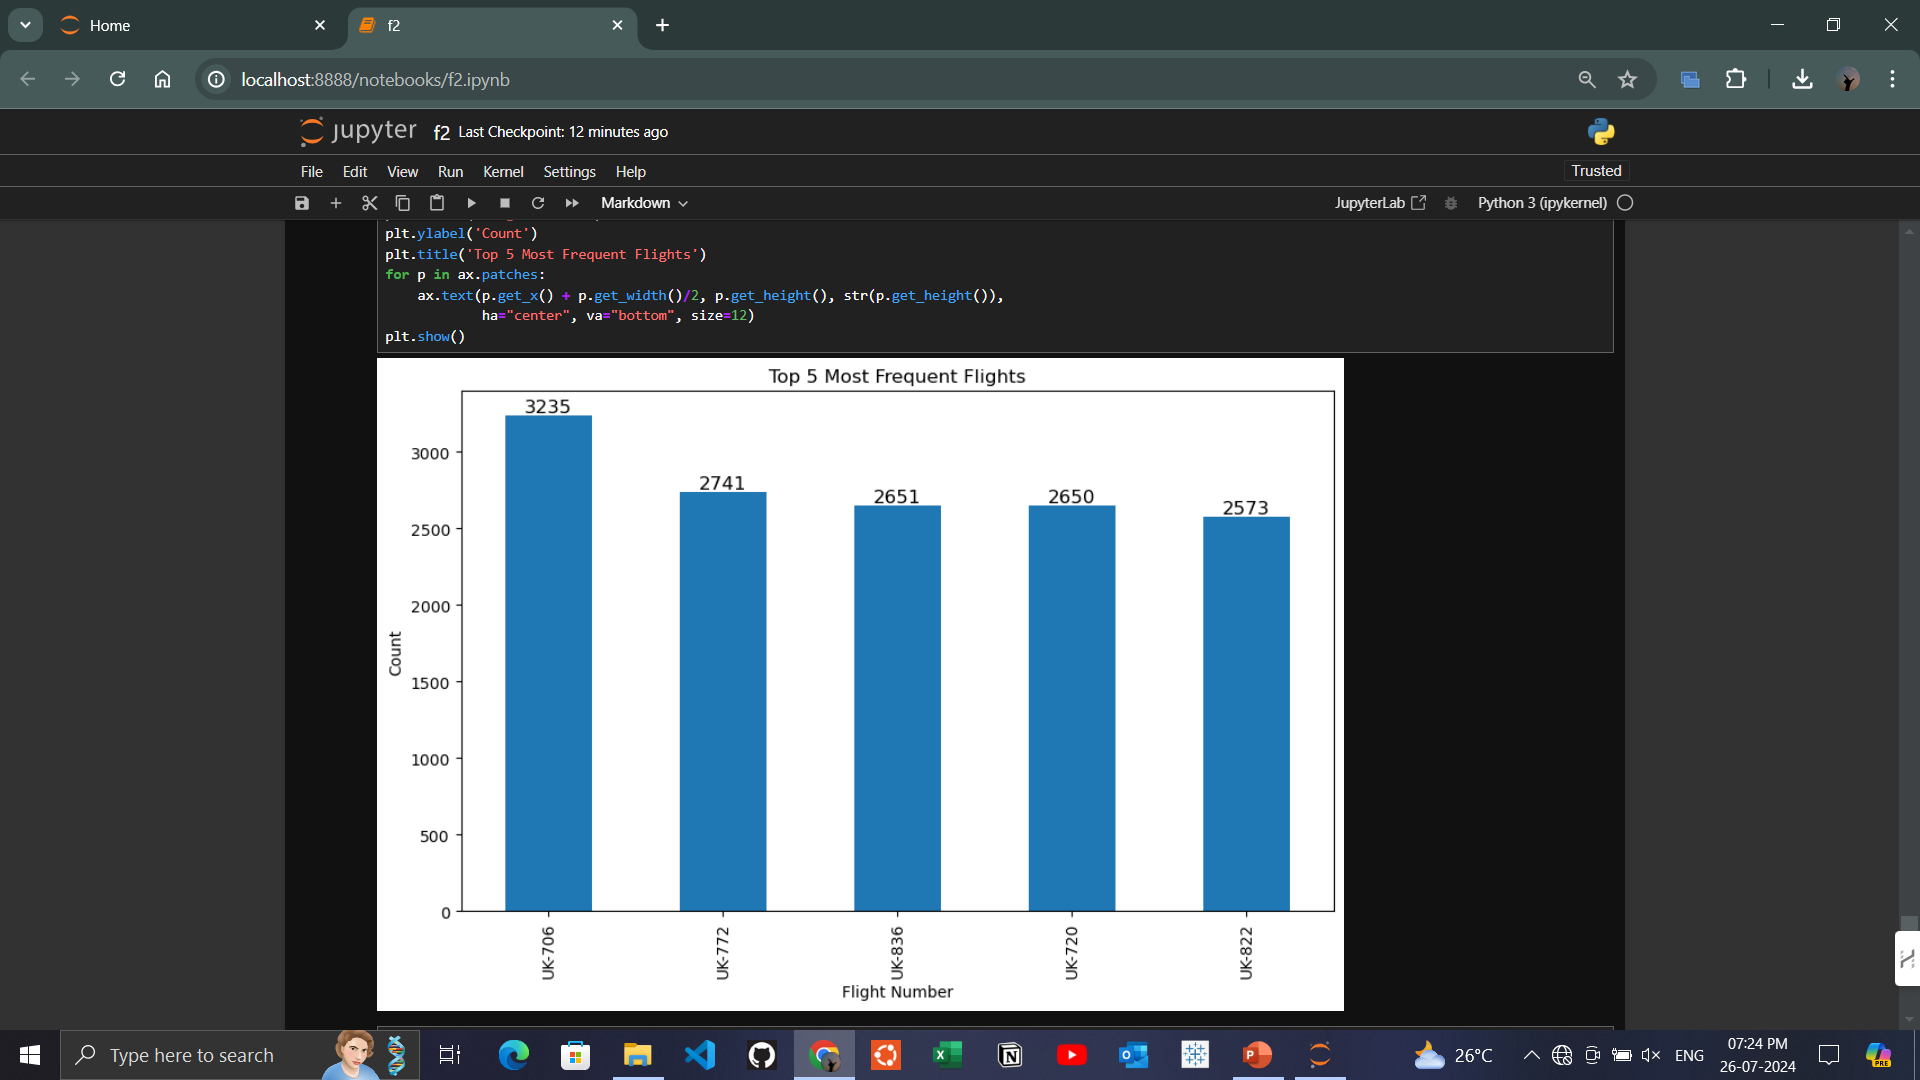 Home
f2
localhost:8888/notebooks/f2.ipynb
jupyter f2 Last Checkpoint: 12 minutes ago
File Edit View Run Kernel Settings Help
Trusted
Markdown
JupyterLab
Python 3 (ipykernel)
plt.ylabel('Count')
plt.title('Top 5 Most Frequent Flights')
for p in ax.patches:
    ax.text(p.get_x() + p.get_width()/2, p.get_height(), str(p.get_height()),
            ha="center", va="bottom", size=12)
plt.show()
Top 5 Most Frequent Flights
3235
2741
2651
2650
2573
3000
2500
2000
1500
1000
500
0
Count
UK-706
UK-772
UK-836
UK-720
UK-822
Flight Number
Type here to search
26°C
ENG
07:24 PM
26-07-2024
PRE